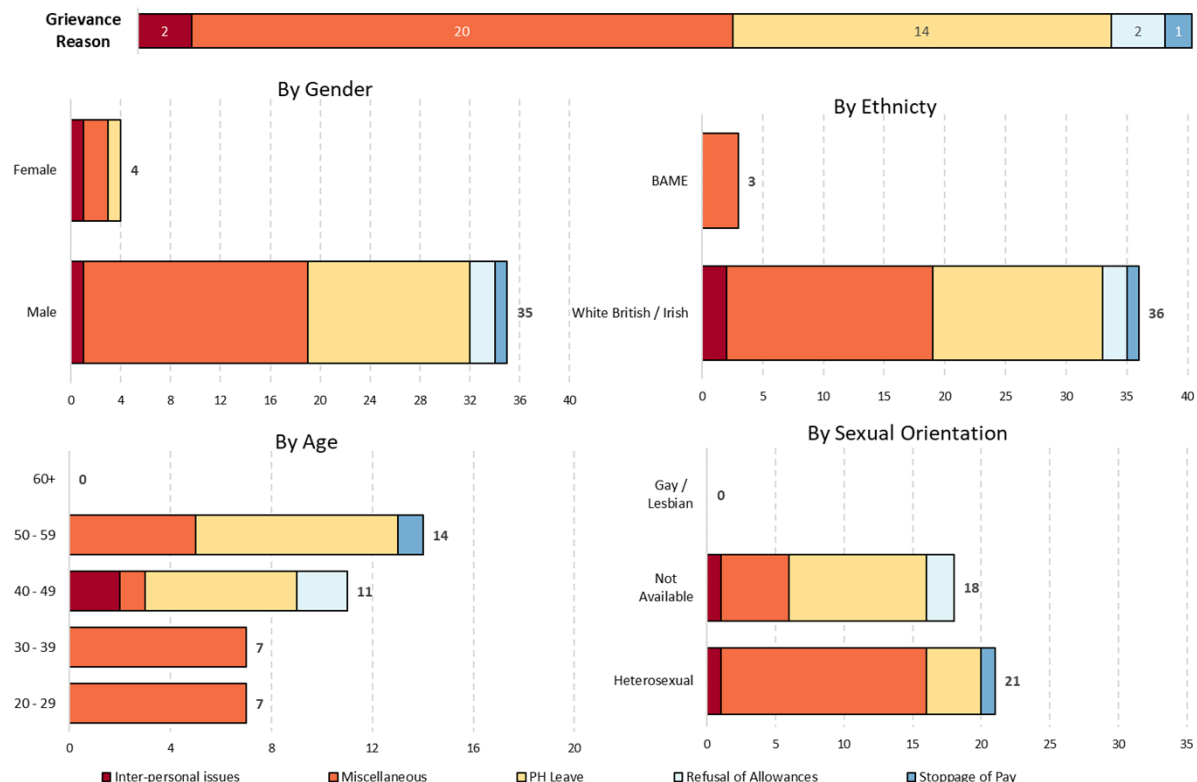 Grievance
Reason
2 20 14 2 1
By Gender
Female
4
Male
35
0 4 8 12 16 20 24 28 32 36 40
By Ethnicty
BAME
3
White British / Irish
36
0 5 10 15 20 25 30 35 40
By Age
60+
0
50 - 59
14
40 - 49
11
30 - 39
7
20 - 29
7
0 4 8 12 16 20
By Sexual Orientation
Gay /
Lesbian
0
Not
Available
18
Heterosexual
21
0 5 10 15 20 25 30 35
Inter-personal issues Miscellaneous PH Leave Refusal of Allowances Stoppage of Pay